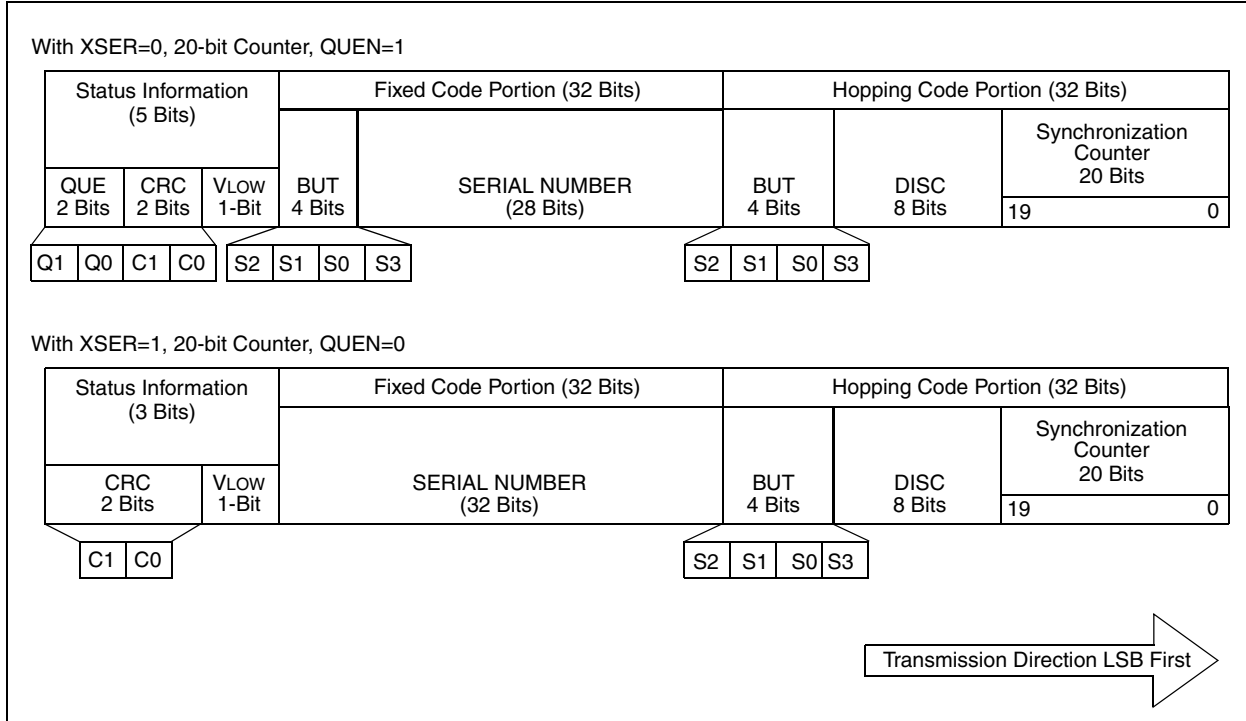 With XSER=0, 20-bit Counter, QUEN=1
Status Information
(5 Bits)
Fixed Code Portion (32 Bits)
Hopping Code Portion (32 Bits)
QUE
2 Bits
CRC
2 Bits
VLOW
1-Bit
BUT
4 Bits
SERIAL NUMBER
(28 Bits)
BUT
4 Bits
DISC
8 Bits
Synchronization
Counter
20 Bits
19 0
Q1 Q0 C1 C0
S2 S1 S0 S3
S2 S1 S0 S3
With XSER=1, 20-bit Counter, QUEN=0
Status Information
(3 Bits)
Fixed Code Portion (32 Bits)
Hopping Code Portion (32 Bits)
CRC
2 Bits
VLOW
1-Bit
SERIAL NUMBER
(32 Bits)
BUT
4 Bits
DISC
8 Bits
Synchronization
Counter
20 Bits
19 0
C1 C0
S2 S1 S0 S3
Transmission Direction LSB First